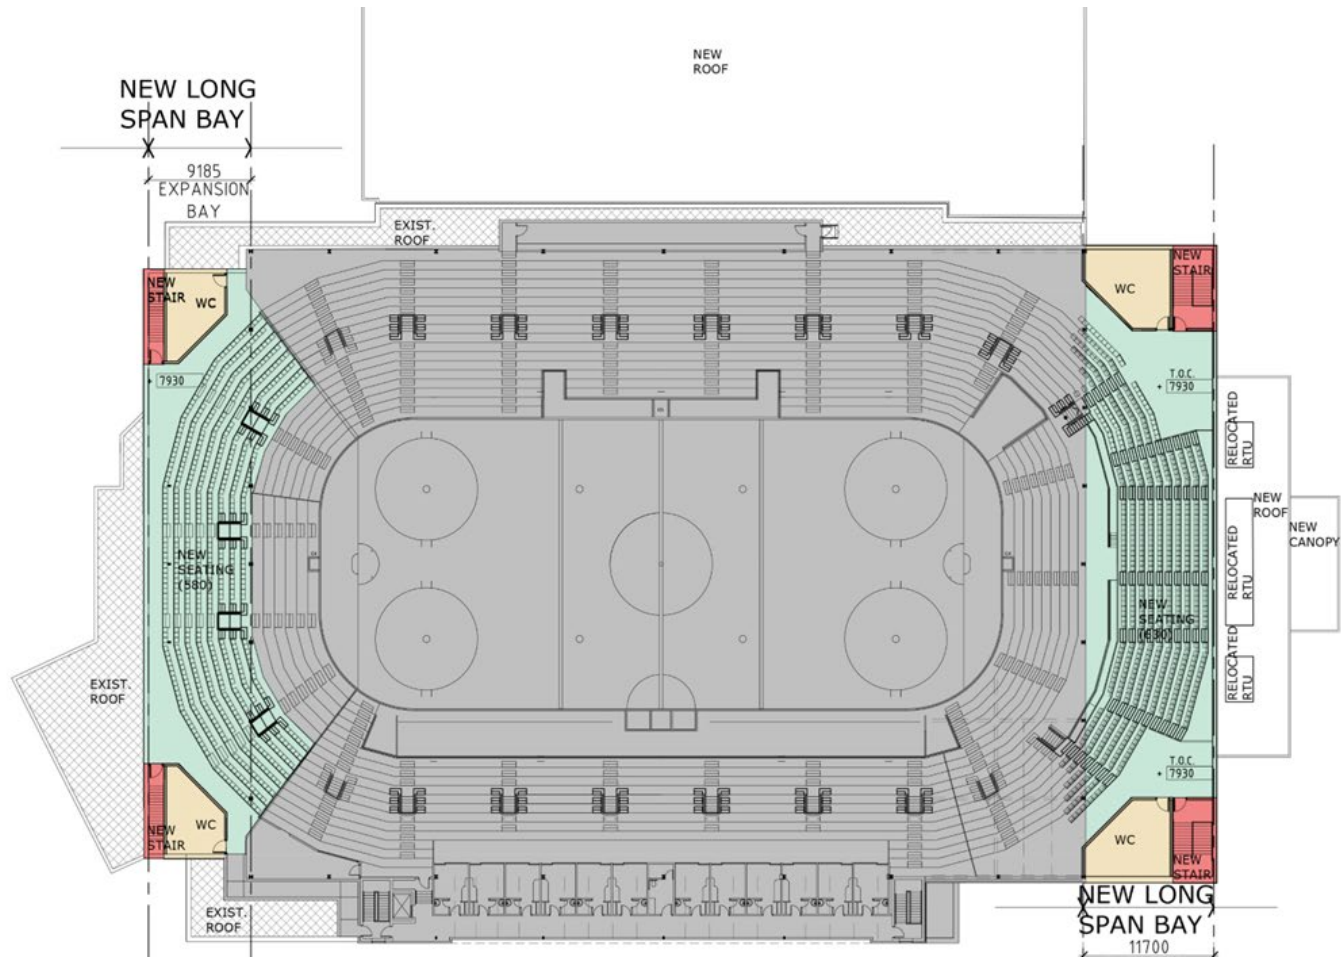 NEW
ROOF
NEW LONG
SPAN BAY
9185
EXPANSION
BAY
EXIST.
ROOF
NEW
STAIR
WC
NEW
STAIR
WC
7930
T.O.C.
7930
RELOCATED
RTU
RELOCATED
RTU
RELOCATED
RTU
NEW
ROOF
NEW
CANOPY
NEW
SEATING
(580)
NEW
SEATING
(630)
EXIST.
ROOF
T.O.C.
7930
WC
NEW
STAIR
WC
NEW
STAIR
EXIST.
ROOF
NEW LONG
SPAN BAY
11700